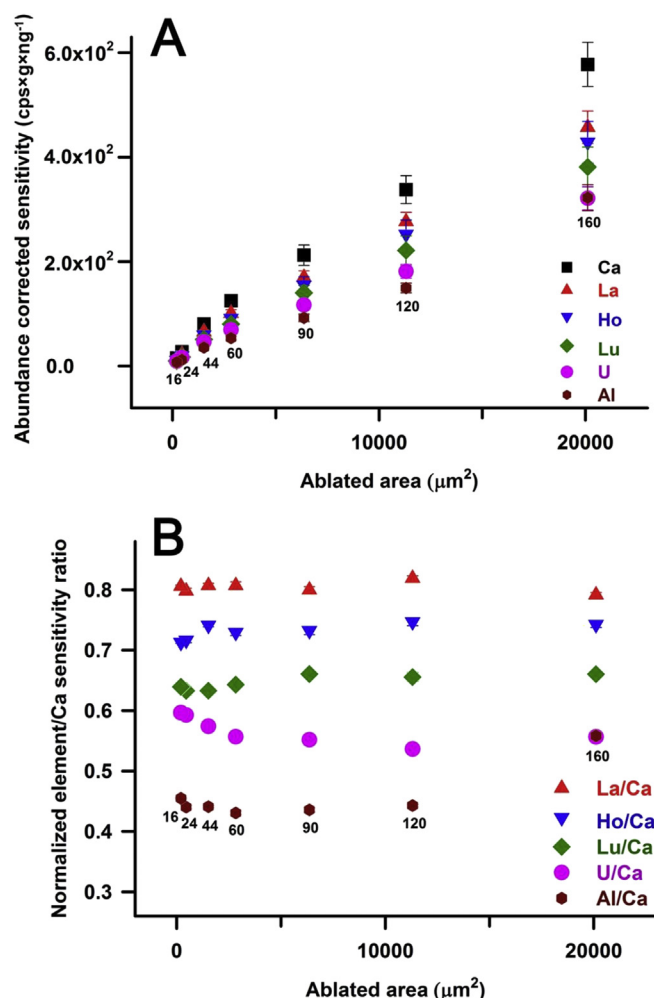 A
Abundance corrected sensitivity (cps×g×ng⁻¹)
6.0x10²
4.0x10²
2.0x10²
0.0
16
24
44
60
90
120
160
Ca
La
Ho
Lu
U
Al
0
10000
20000
Ablated area (μm²)
B
Normalized element/Ca sensitivity ratio
0.8
0.7
0.6
0.5
0.4
0.3
16
24
44
60
90
120
160
La/Ca
Ho/Ca
Lu/Ca
U/Ca
Al/Ca
0
10000
20000
Ablated area (μm²)